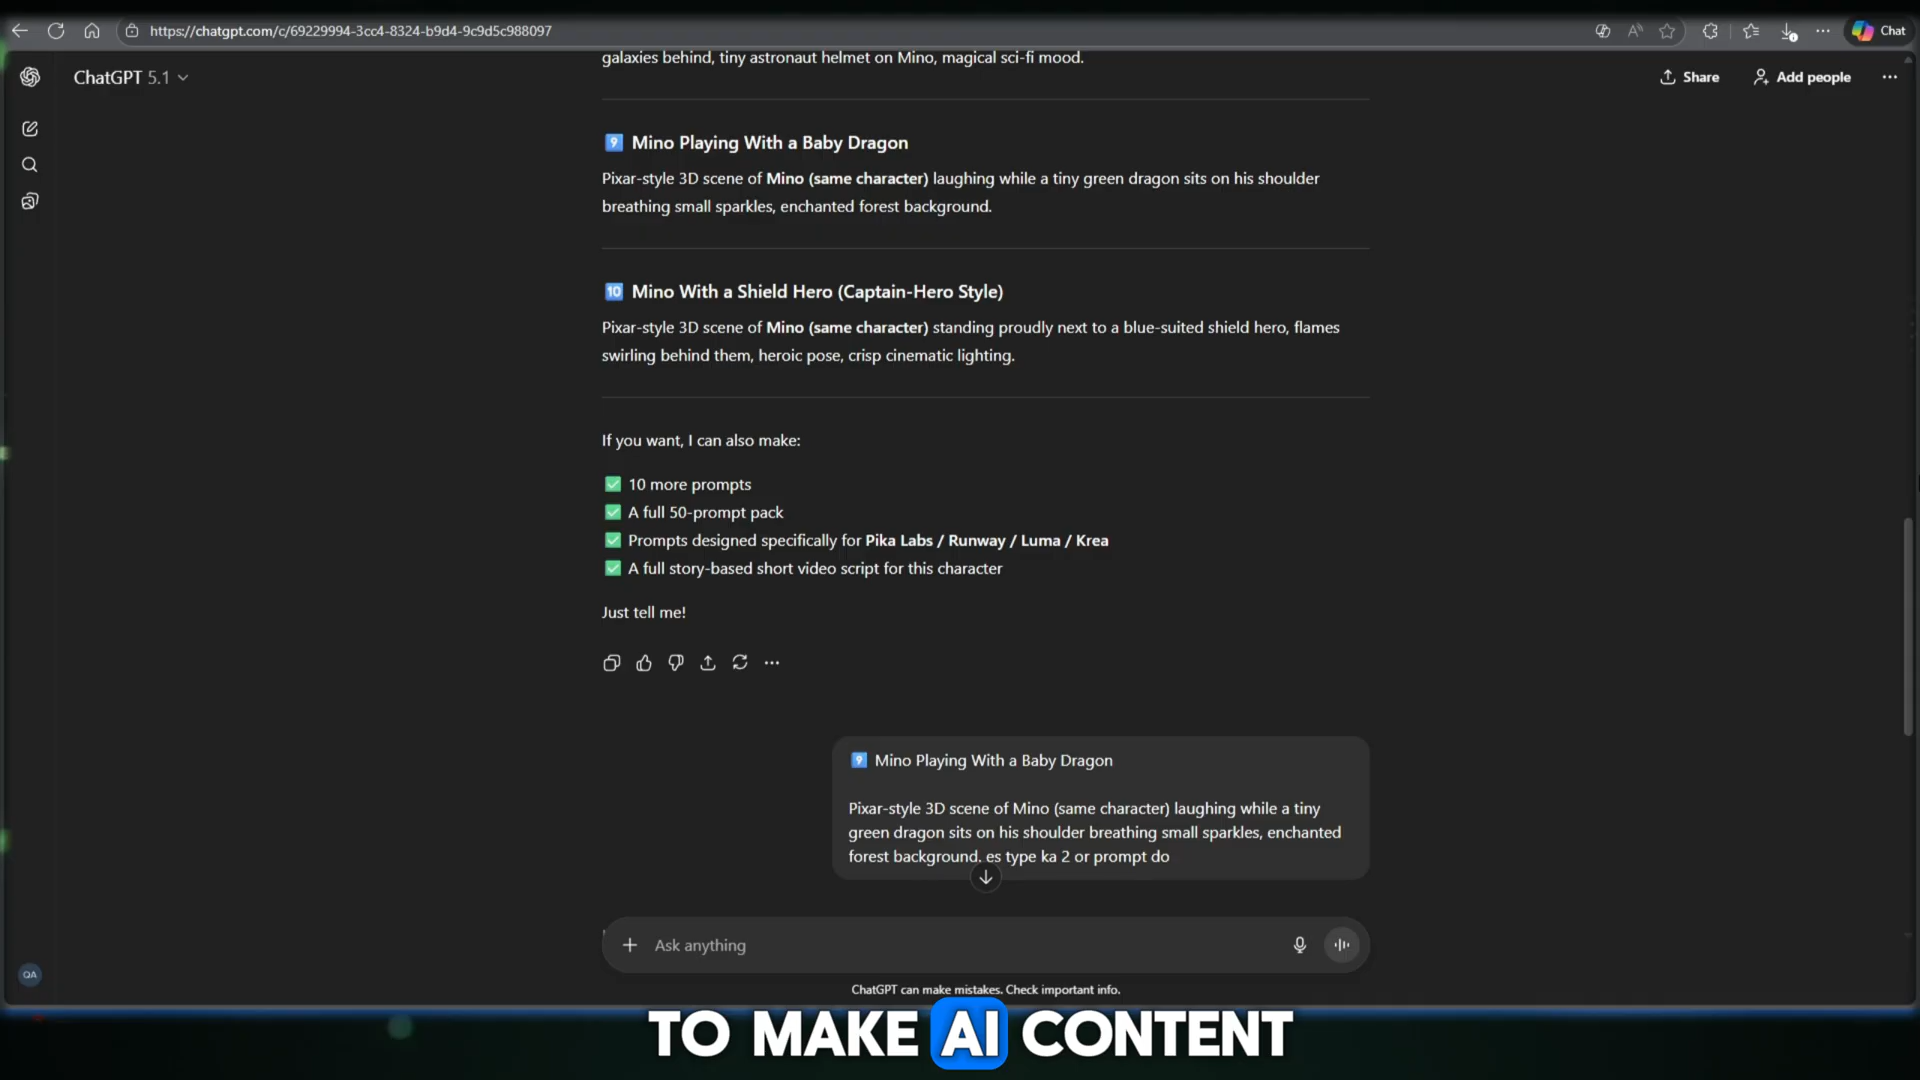 https://chatgpt.com/c/69229994-3cc4-8324-b9d4-9c9d5c988097
Chat
ChatGPT 5.1
Share
Add people
galaxies behind, tiny astronaut helmet on Mino, magical sci-fi mood.
9 Mino Playing With a Baby Dragon
Pixar-style 3D scene of Mino (same character) laughing while a tiny green dragon sits on his shoulder
breathing small sparkles, enchanted forest background.
10 Mino With a Shield Hero (Captain-Hero Style)
Pixar-style 3D scene of Mino (same character) standing proudly next to a blue-suited shield hero, flames
swirling behind them, heroic pose, crisp cinematic lighting.
If you want, I can also make:
✅ 10 more prompts
✅ A full 50-prompt pack
✅ Prompts designed specifically for Pika Labs / Runway / Luma / Krea
✅ A full story-based short video script for this character
Just tell me!
9 Mino Playing With a Baby Dragon
Pixar-style 3D scene of Mino (same character) laughing while a tiny
green dragon sits on his shoulder breathing small sparkles, enchanted
forest background. es type ka 2 or prompt do
Ask anything
QA
ChatGPT can make mistakes. Check important info.
TO MAKE AI CONTENT